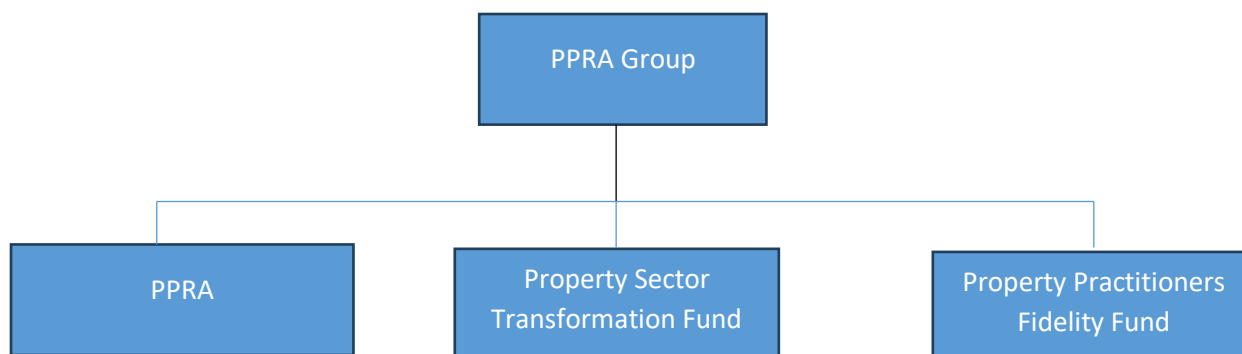 PPRA Group
PPRA
Property Sector
Transformation Fund
Property Practitioners
Fidelity Fund